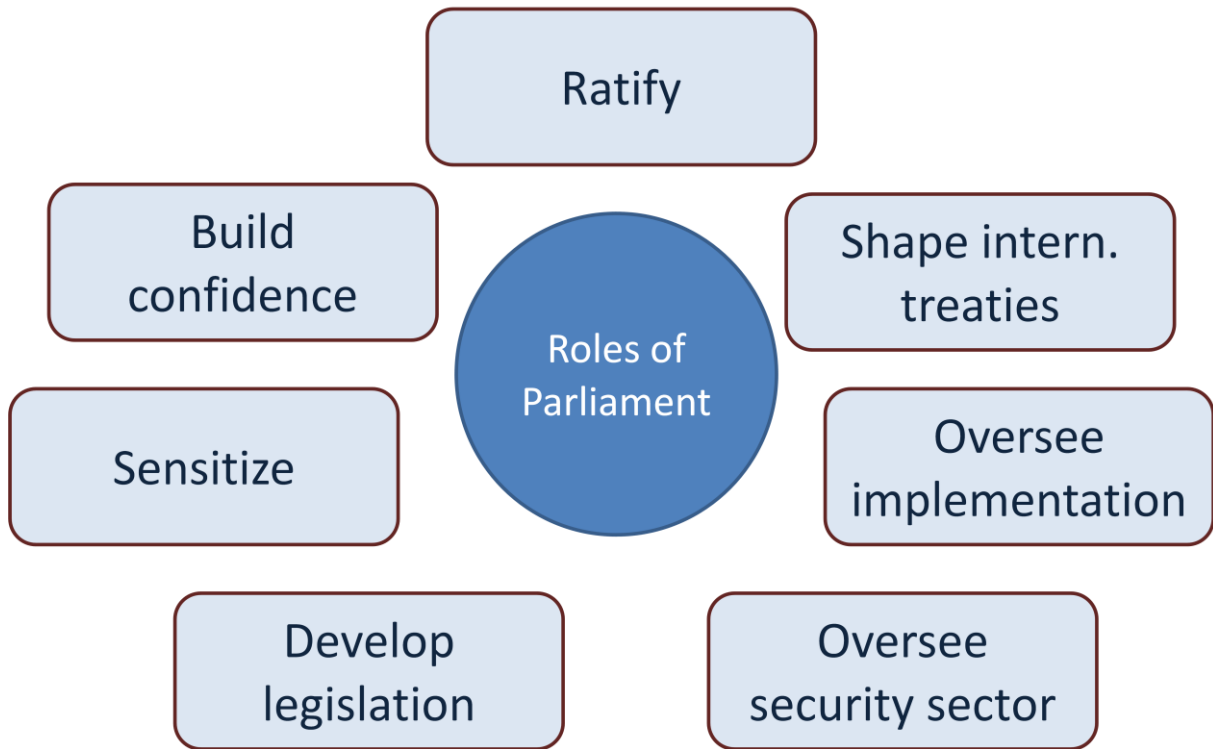 Ratify
Build
confidence
Shape intern.
treaties
Roles of
Parliament
Sensitize
Oversee
implementation
Develop
legislation
Oversee
security sector